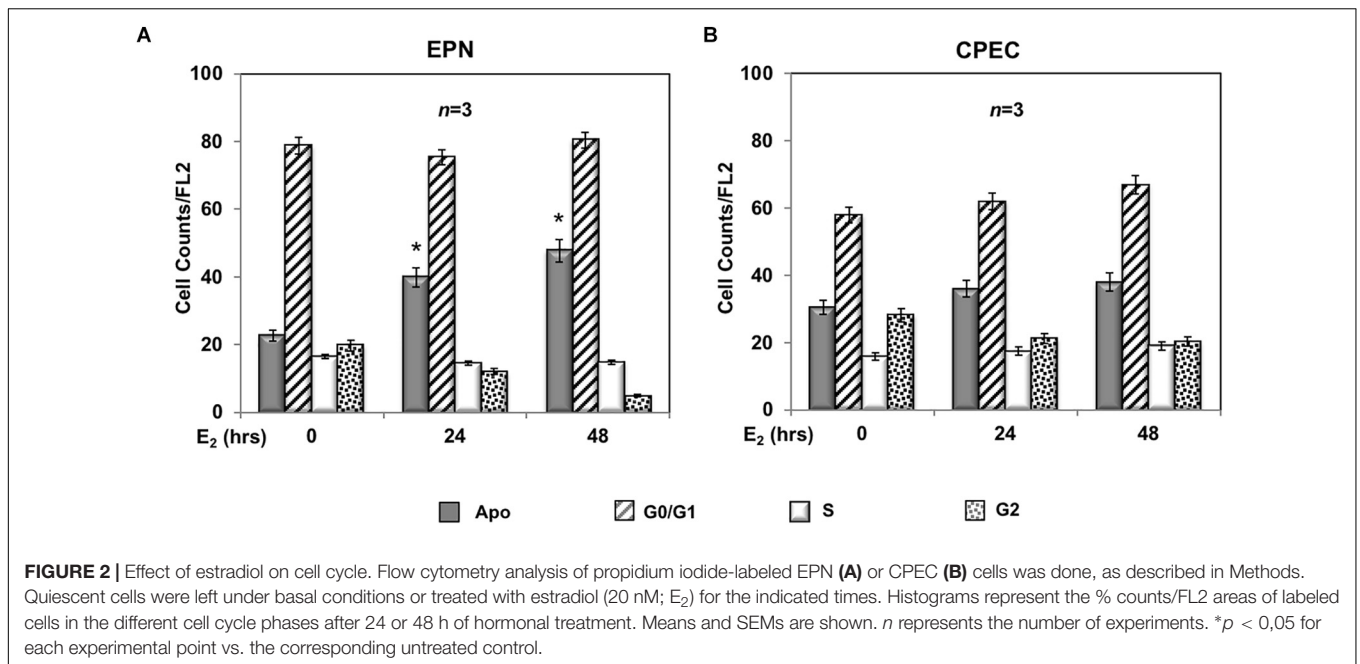 A
B
EPN
CPEC
n=3
n=3
Cell Counts/FL2
100
80
60
40
20
0
*
*
E2 (hrs) 0 24 48
Cell Counts/FL2
100
80
60
40
20
0
E2 (hrs) 0 24 48
Apo G0/G1 S G2
FIGURE 2 | Effect of estradiol on cell cycle. Flow cytometry analysis of propidium iodide-labeled EPN (A) or CPEC (B) cells was done, as described in Methods.
Quiescent cells were left under basal conditions or treated with estradiol (20 nM; E2) for the indicated times. Histograms represent the % counts/FL2 areas of labeled
cells in the different cell cycle phases after 24 or 48 h of hormonal treatment. Means and SEMs are shown. n represents the number of experiments. *p < 0,05 for
each experimental point vs. the corresponding untreated control.